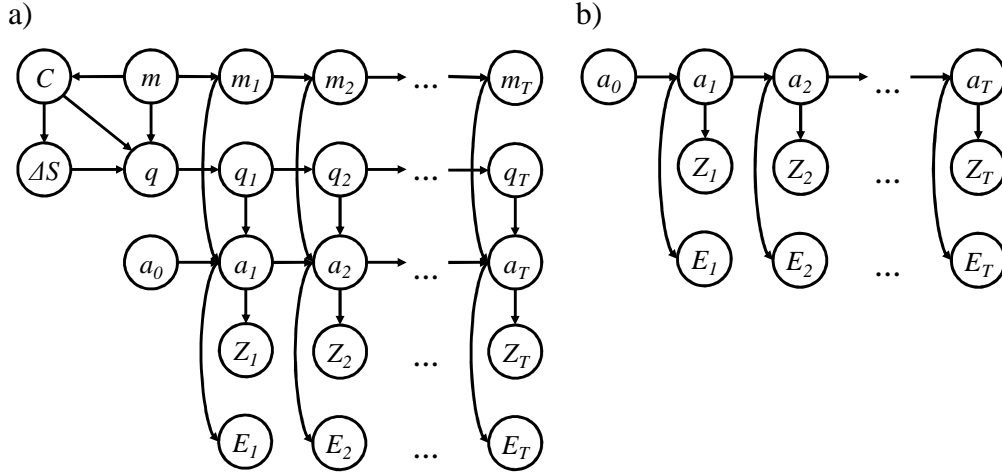 a)
C m m1 m2 ... mT
ΔS q q1 q2 ... qT
a0 a1 a2 ... aT
Z1 Z2 ... ZT
E1 E2 ... ET
b)
a0 a1 a2 ... aT
Z1 Z2 ... ZT
E1 E2 ... ET